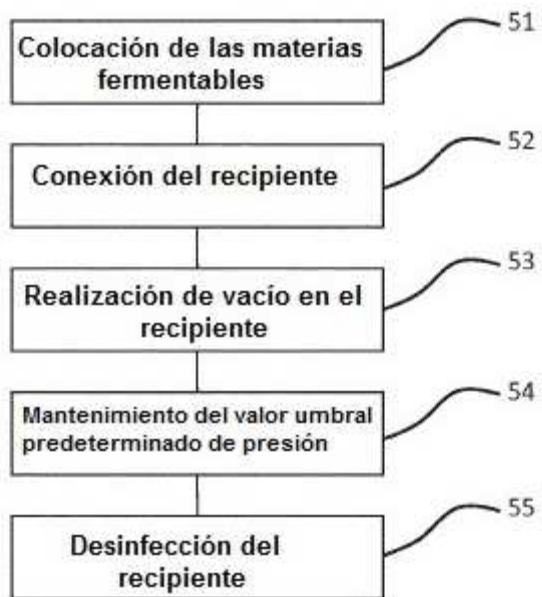 51
Colocación de las materias
fermentables
52
Conexión del recipiente
53
Realización de vacío en el
recipiente
54
Mantenimiento del valor umbral
predeterminado de presión
55
Desinfección del
recipiente